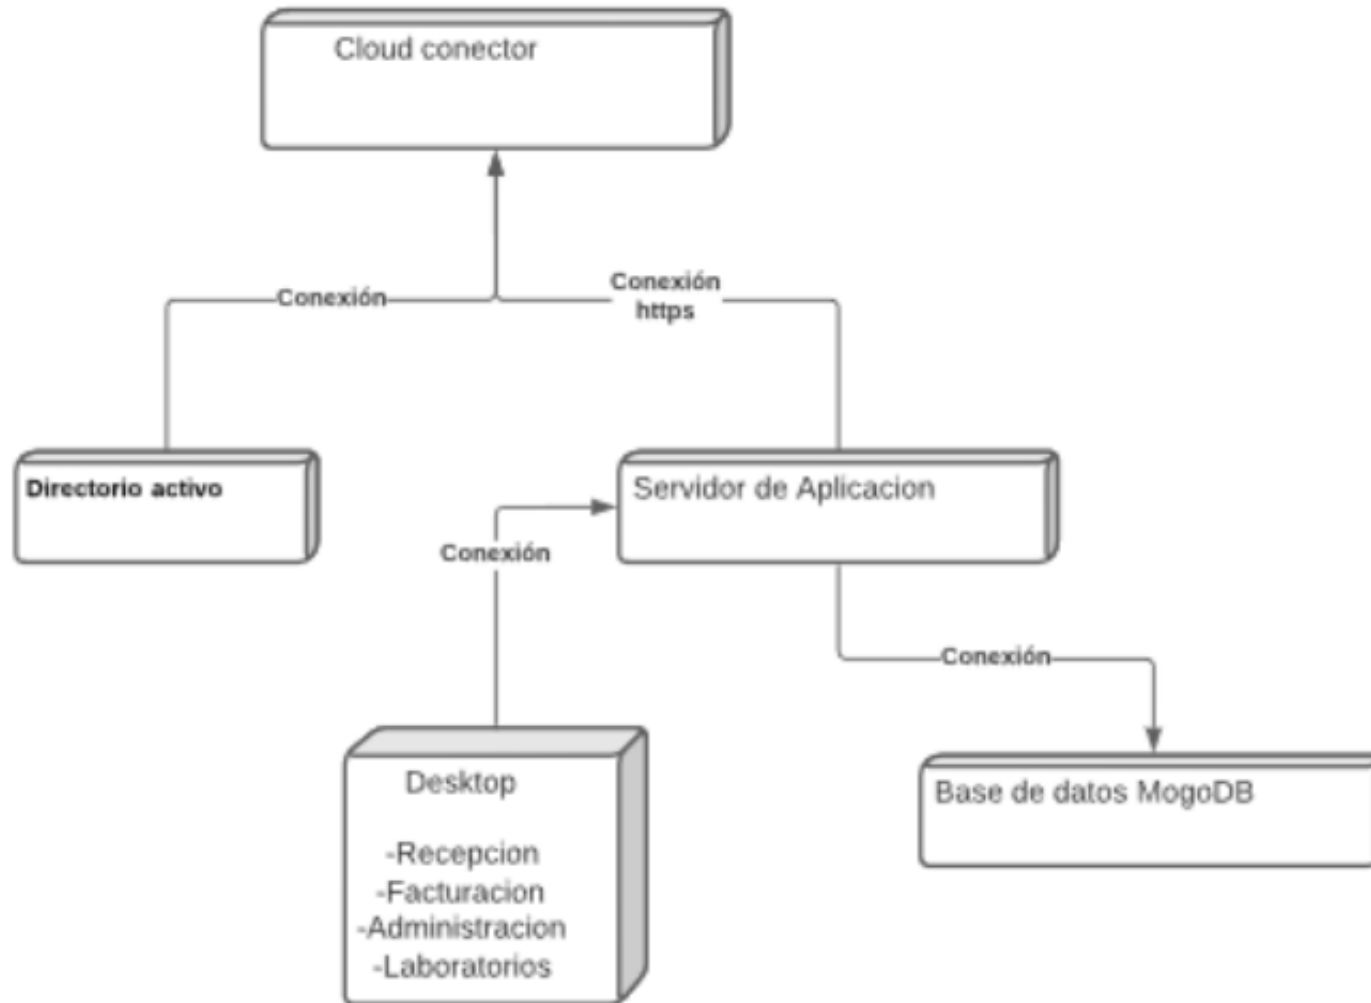 Cloud conector
Conexión
Conexión
https
Directorio activo
Servidor de Aplicacion
Conexión
Conexión
Desktop
-Recepcion
-Facturacion
-Administracion
-Laboratorios
Base de datos MogoDB